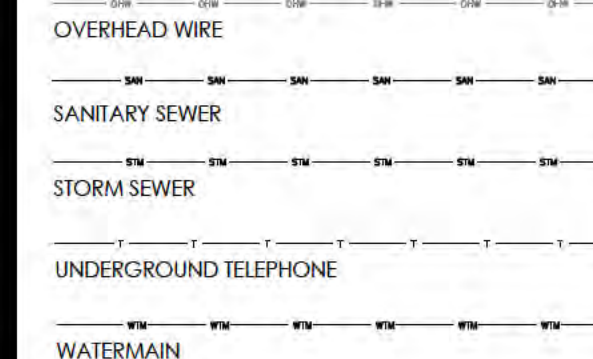 OHW OHW OHW OHW OHW OHW
OVERHEAD WIRE
SAN SAN SAN SAN SAN SAN
SANITARY SEWER
STM STM STM STM STM STM
STORM SEWER
T T T T T T T
UNDERGROUND TELEPHONE
WTM WTM WTM WTM WTM WTM
WATERMAIN